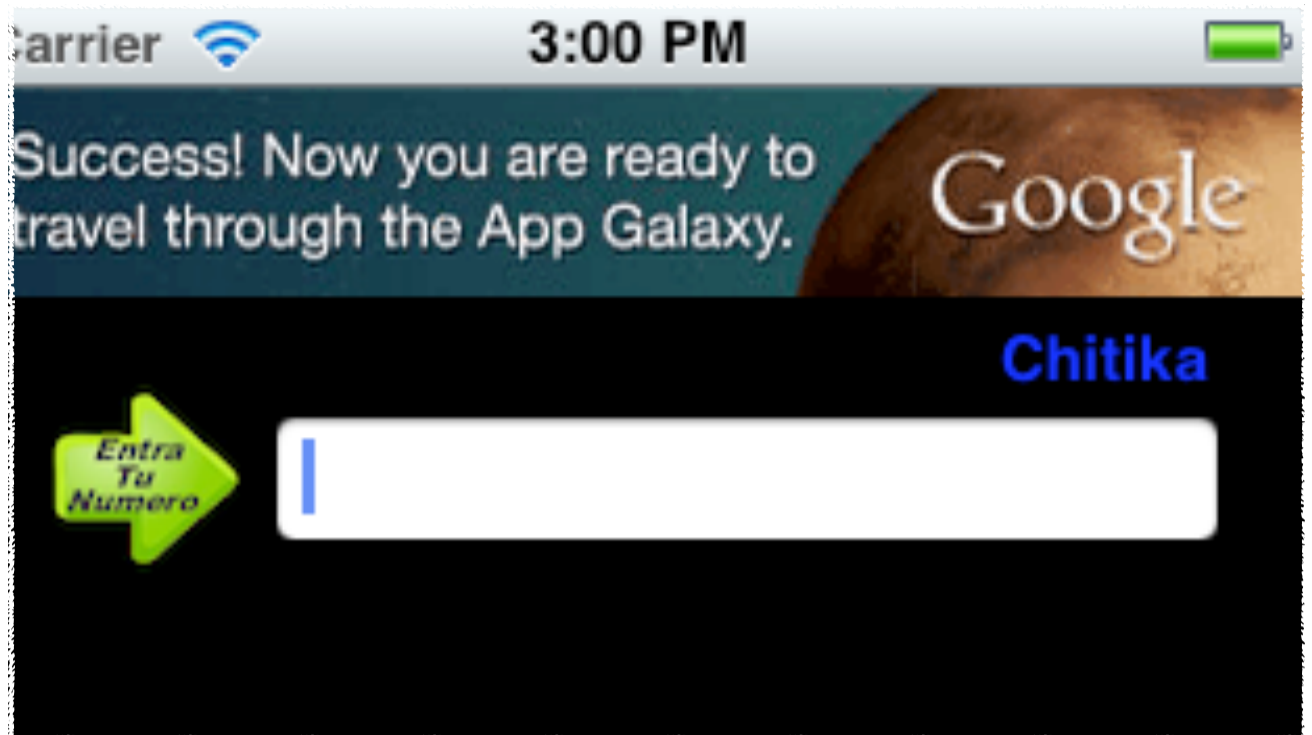 Carrier 3:00 PM
Success! Now you are ready to
travel through the App Galaxy.
Google
Chitika
Entra
Tu
Numero